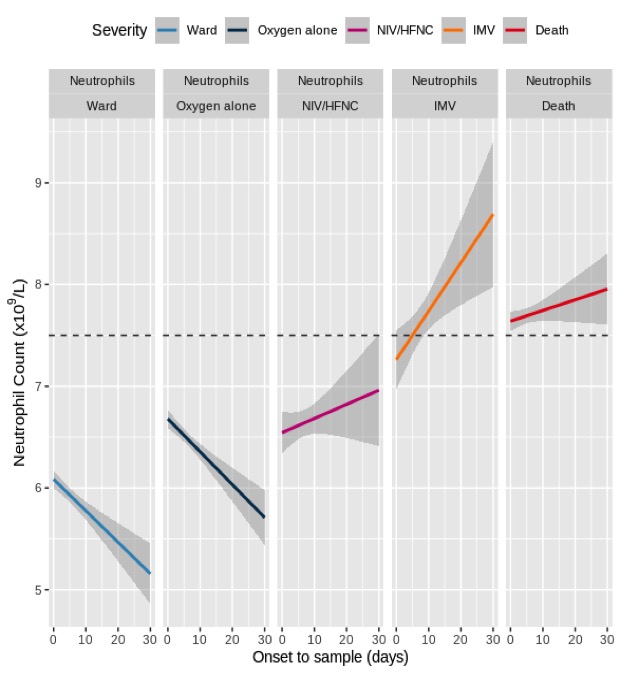 Severity Ward Oxygen alone NIV/HFNC IMV Death
Neutrophils Neutrophils Neutrophils Neutrophils Neutrophils
Ward Oxygen alone NIV/HFNC IMV Death
Neutrophil Count (x10⁹/L)
9
8
7
6
5
0 10 20 30 0 10 20 30 0 10 20 30 0 10 20 30 0 10 20 30
Onset to sample (days)